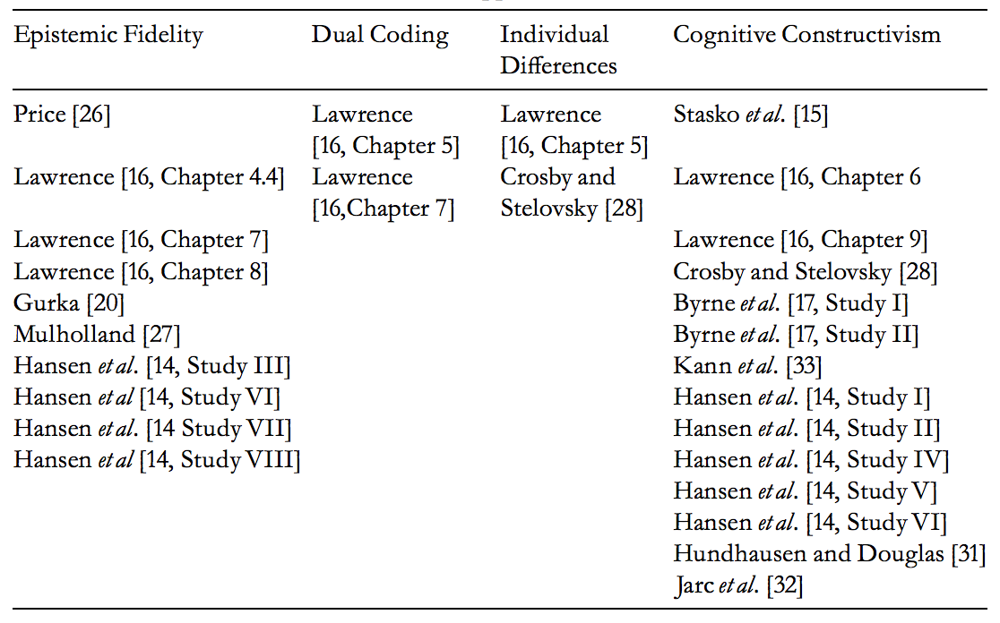 Epistemic Fidelity Dual Coding Individual Cognitive Constructivism
Differences
Price [26] Lawrence Lawrence Stasko et al. [15]
[16, Chapter 5] [16, Chapter 5]
Lawrence [16, Chapter 4.4] Lawrence Crosby and Lawrence [16, Chapter 6
[16,Chapter 7] Stelovsky [28]
Lawrence [16, Chapter 7] Lawrence [16, Chapter 9]
Lawrence [16, Chapter 8] Crosby and Stelovsky [28]
Gurka [20] Byrne et al. [17, Study I]
Mulholland [27] Byrne et al. [17, Study II]
Hansen et al. [14, Study III] Kann et al. [33]
Hansen et al [14, Study VI] Hansen et al. [14, Study I]
Hansen et al. [14 Study VII] Hansen et al. [14, Study II]
Hansen et al [14, Study VIII] Hansen et al. [14, Study IV]
Hansen et al. [14, Study V]
Hansen et al. [14, Study VI]
Hundhausen and Douglas [31]
Jarc et al. [32]